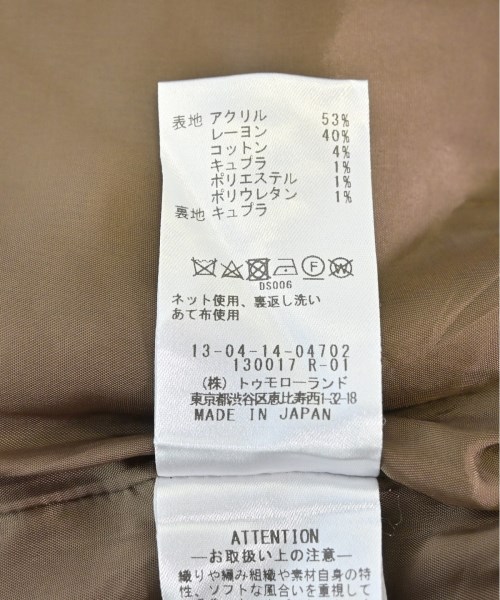 表地 アクリル 53%
レーヨン 40%
コットン 4%
キュプラ 1%
ポリエステル 1%
ポリウレタン 1%
裏地 キュプラ
F W
DS006
ネット使用、裏返し洗い
あて布使用
13-04-14-04702
130017 R-01
(株) トゥモローランド
東京都渋谷区恵比寿西1-32-18
MADE IN JAPAN
ATTENTION
―お取扱い上の注意―
織りや編み組織や素材自身の特
性、ソフトな風合いを重視して